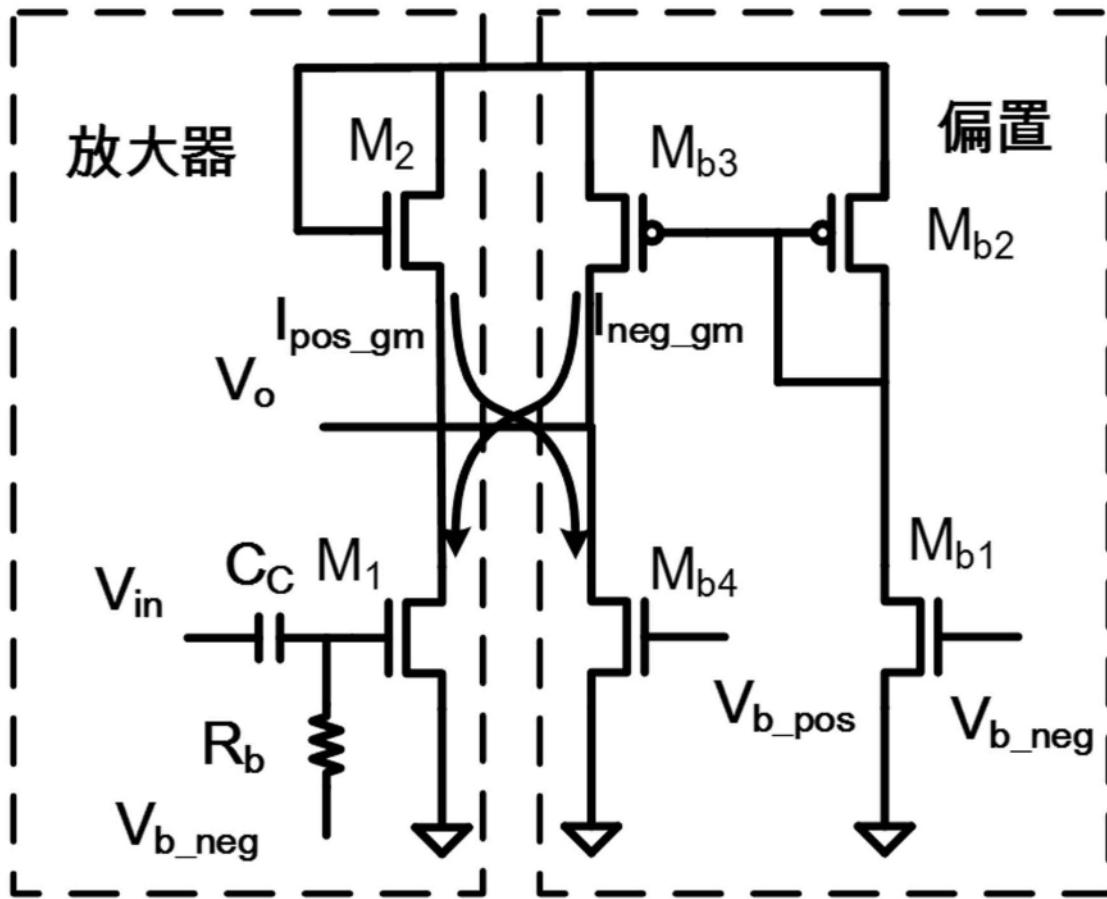 放大器
偏置
M2
Mb3
Mb2
Ipos_gm
Ineg_gm
Vo
Vin
CC
M1
Mb4
Mb1
Rb
Vb_pos
Vb_neg
Vb_neg